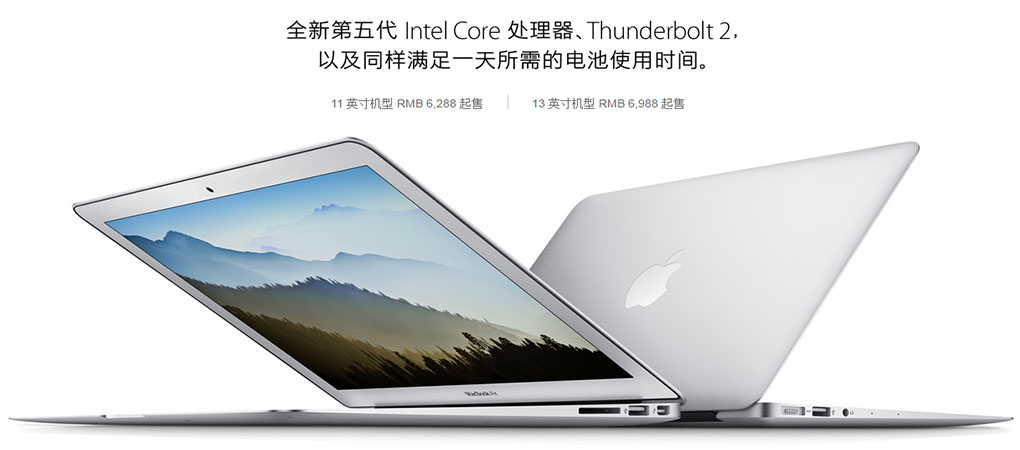 全新第五代 Intel Core 处理器、Thunderbolt 2，
以及同样满足一天所需的电池使用时间。
11 英寸机型 RMB 6,288 起售 | 13 英寸机型 RMB 6,988 起售
MacBook Air